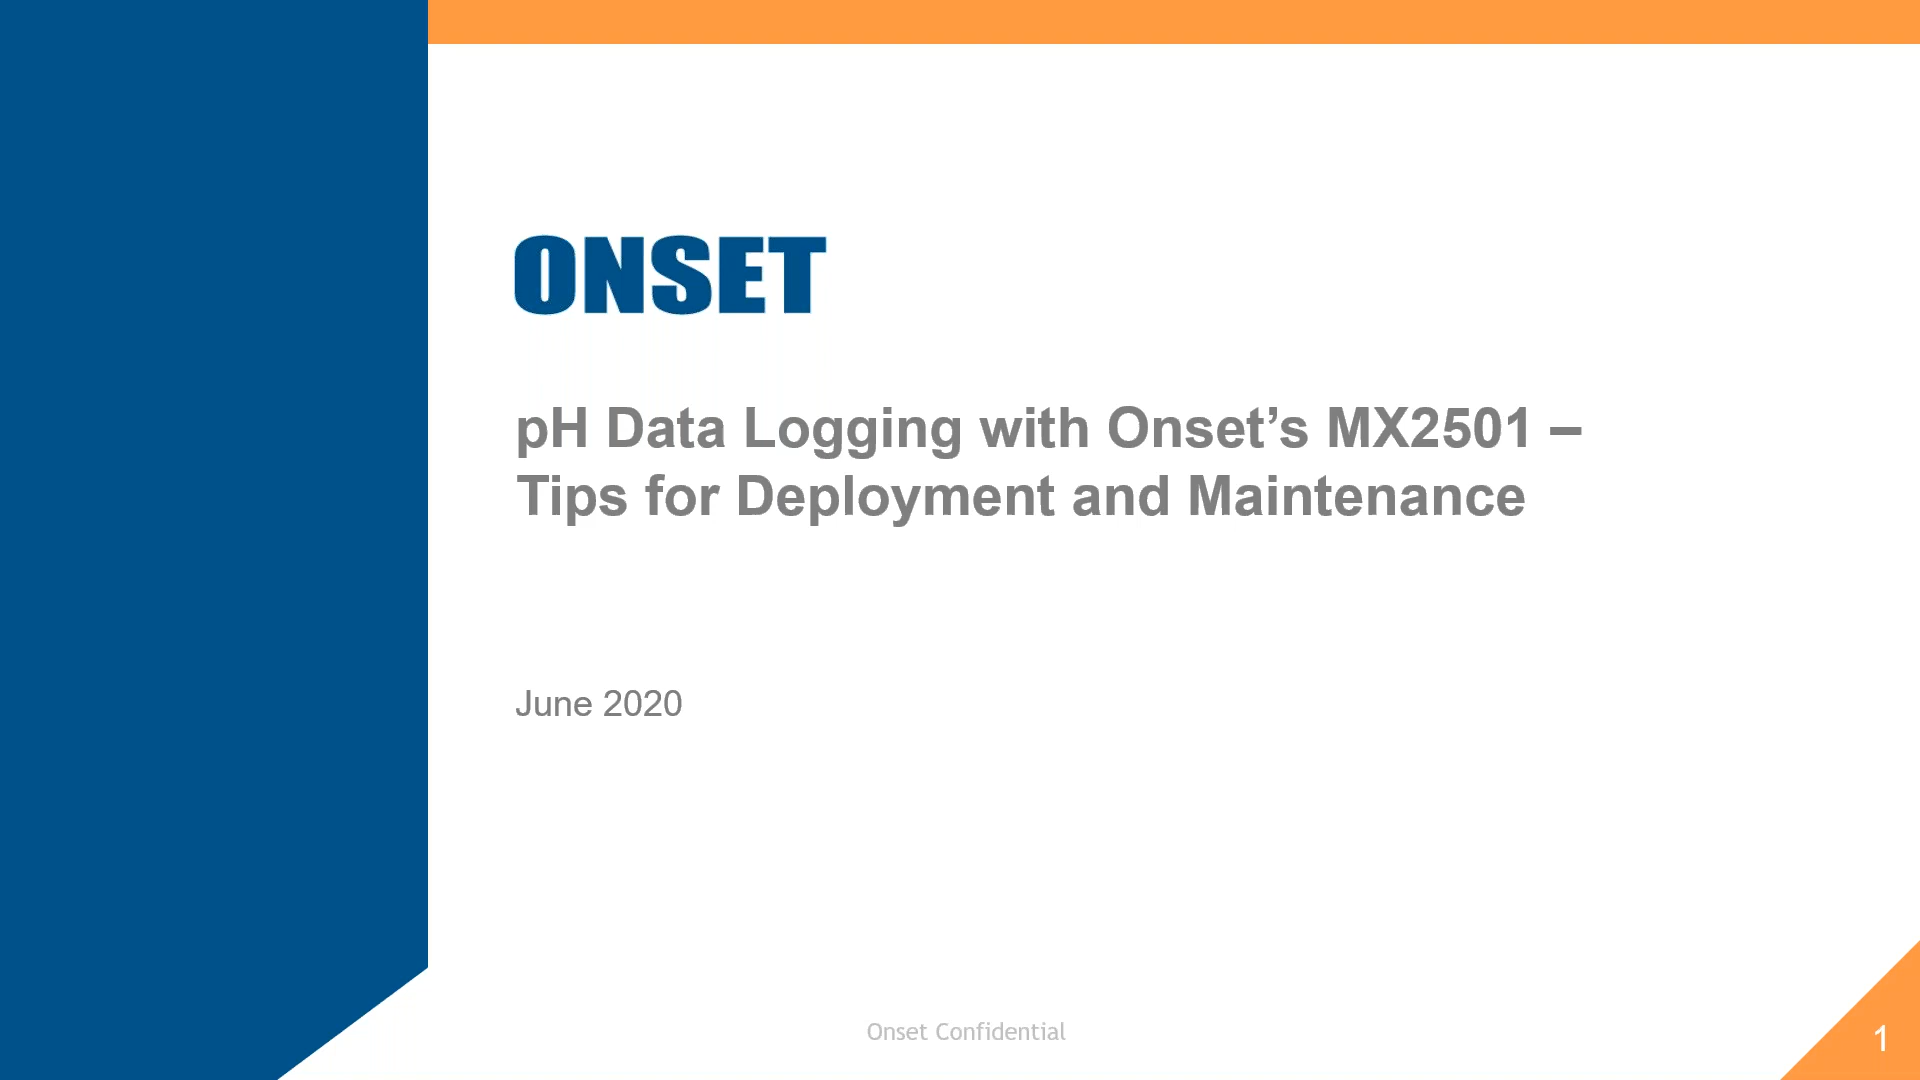 ONSET
pH Data Logging with Onset’s MX2501 –
Tips for Deployment and Maintenance
June 2020
Onset Confidential
1